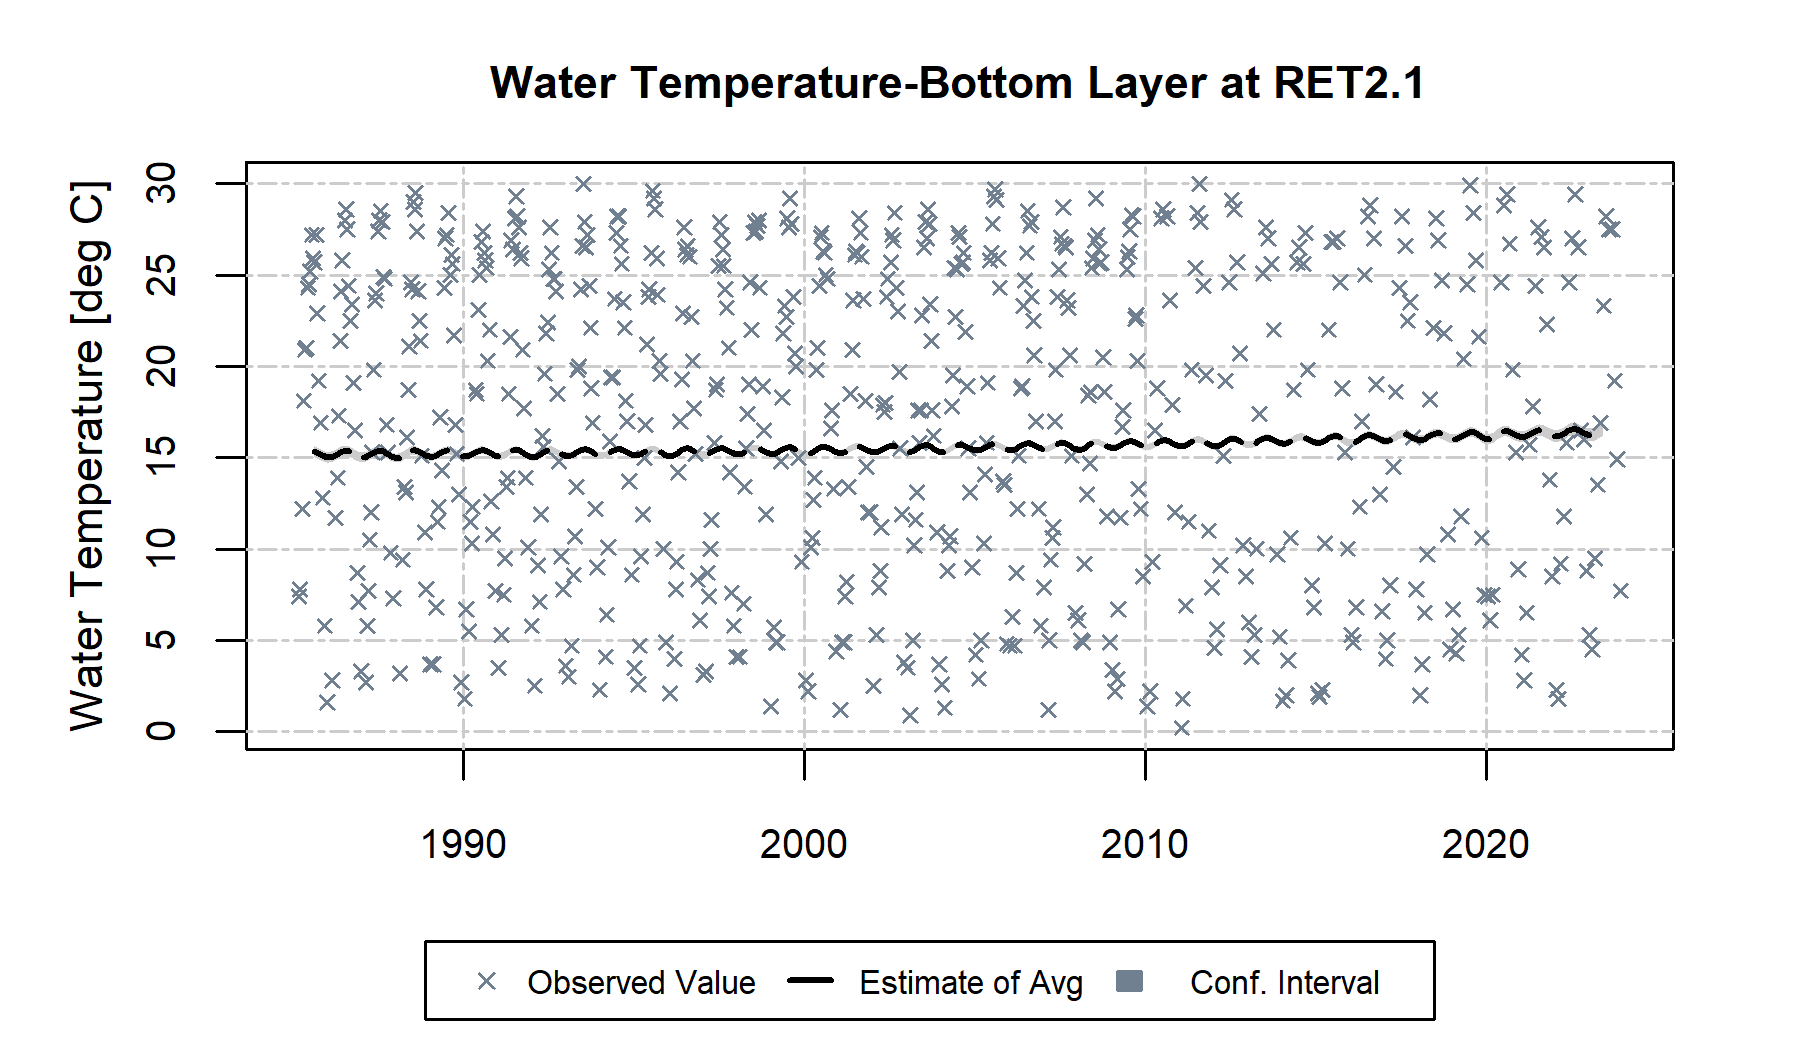 Water Temperature-Bottom Layer at RET2.1
Water Temperature [deg C]
30
25
20
15
10
5
0
1990 2000 2010 2020
Observed Value Estimate of Avg Conf. Interval